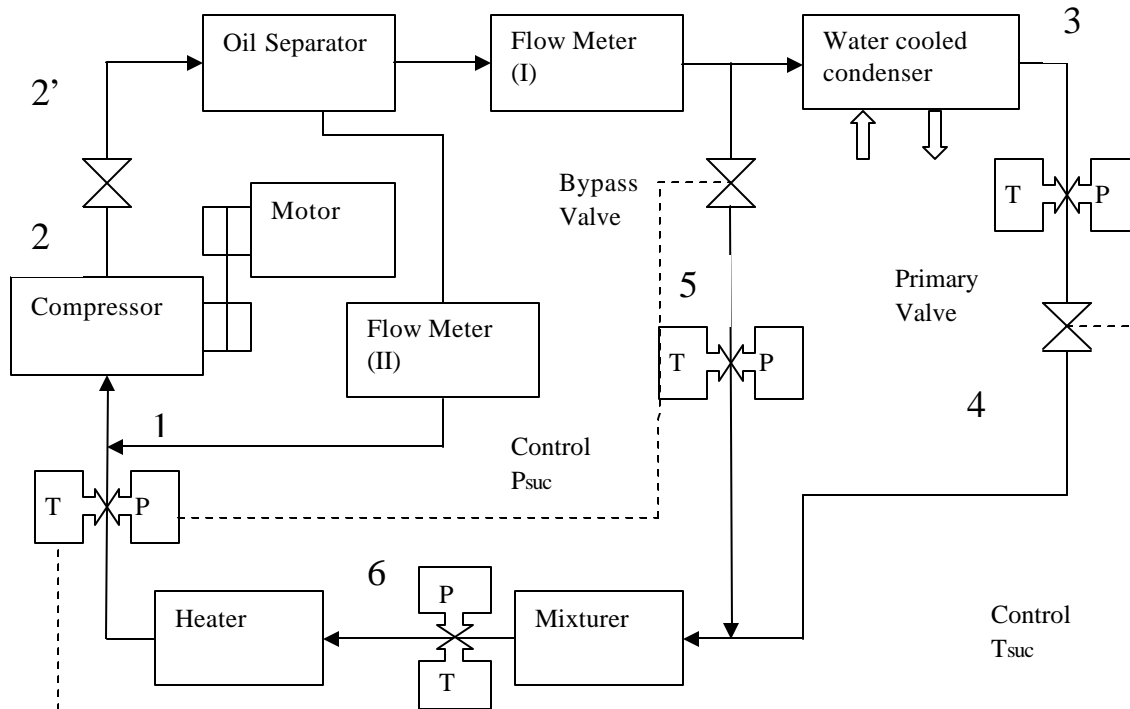 3
Oil Separator
Flow Meter
(I)
Water cooled
condenser
2’
Bypass
Valve
T
P
2
Motor
5
Primary
Valve
Compressor
Flow Meter
(II)
T
P
4
1
Control
Psuc
T
P
6
P
Heater
Mixturer
Control
Tsuc
T